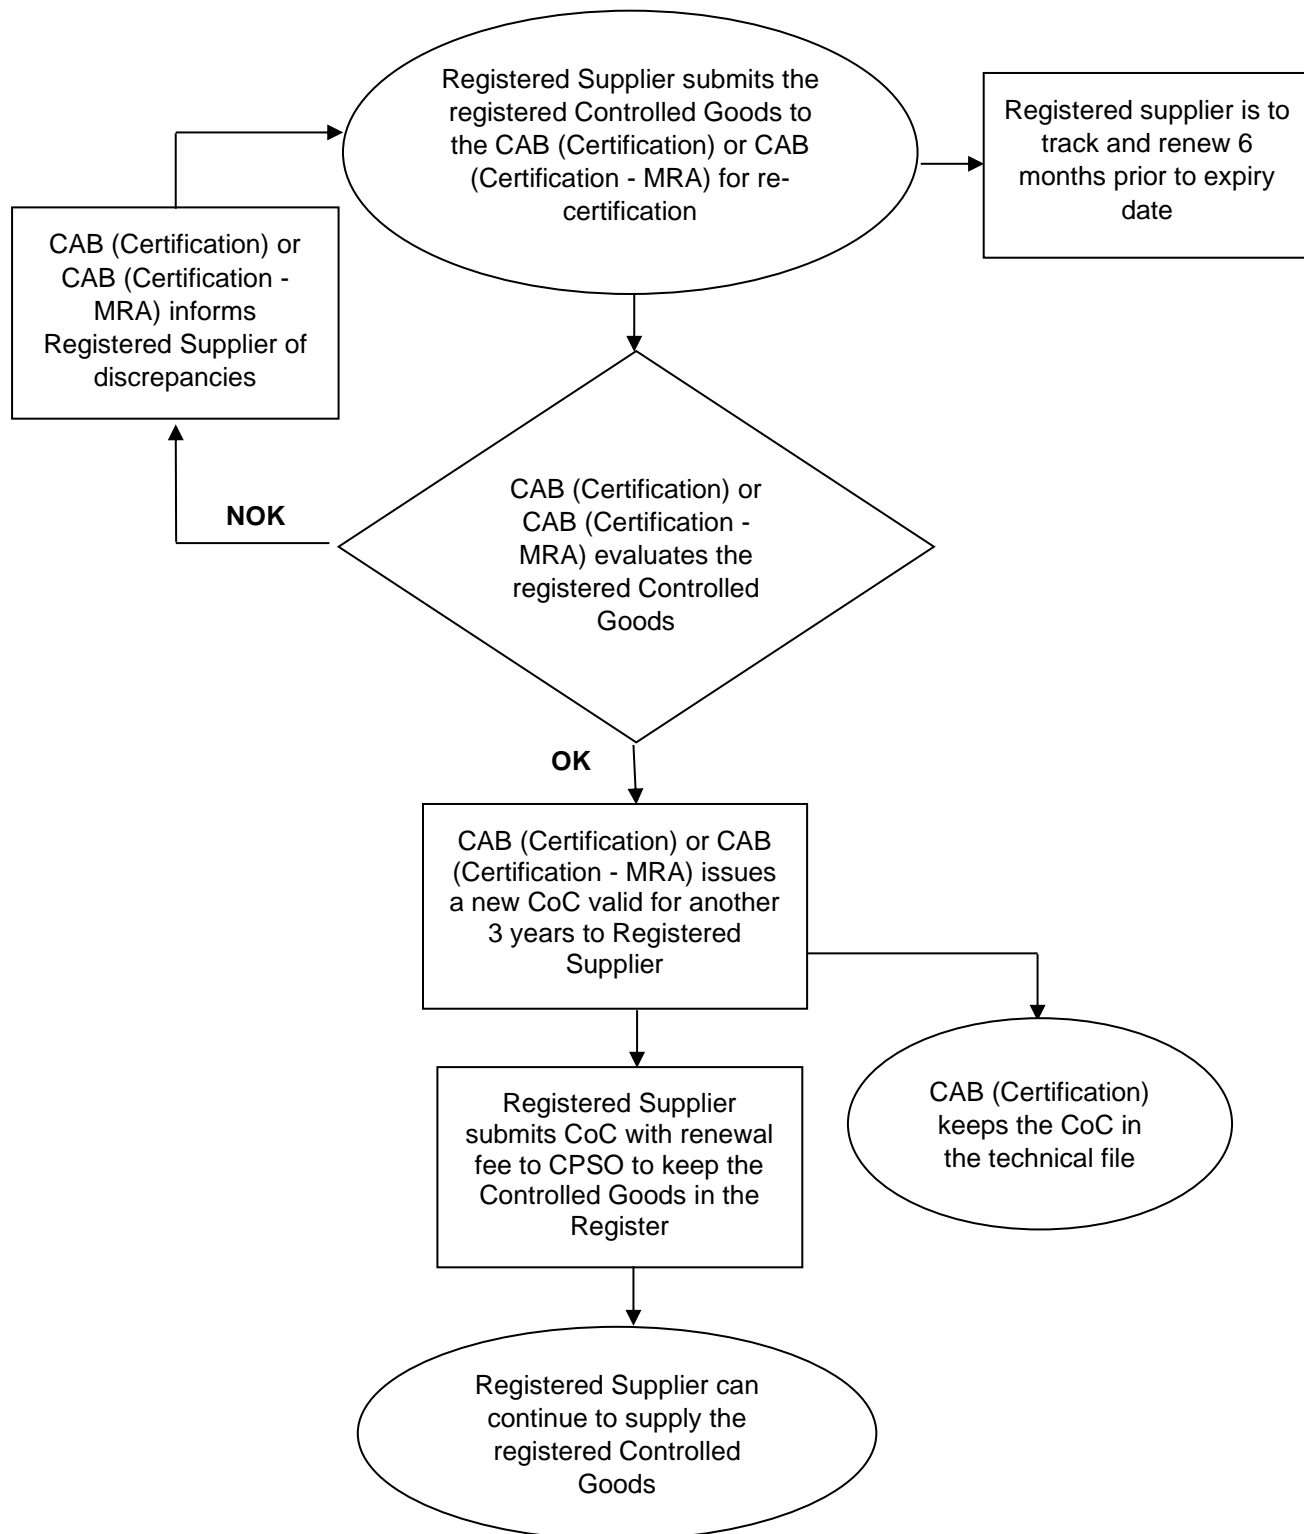 Registered Supplier submits the
registered Controlled Goods to
the CAB (Certification) or CAB
(Certification - MRA) for re-
certification
Registered supplier is to
track and renew 6
months prior to expiry
date
CAB (Certification) or
CAB (Certification -
MRA) informs
Registered Supplier of
discrepancies
NOK
CAB (Certification) or
CAB (Certification -
MRA) evaluates the
registered Controlled
Goods
OK
CAB (Certification) or CAB
(Certification - MRA) issues
a new CoC valid for another
3 years to Registered
Supplier
CAB (Certification)
keeps the CoC in
the technical file
Registered Supplier
submits CoC with renewal
fee to CPSO to keep the
Controlled Goods in the
Register
Registered Supplier can
continue to supply the
registered Controlled
Goods